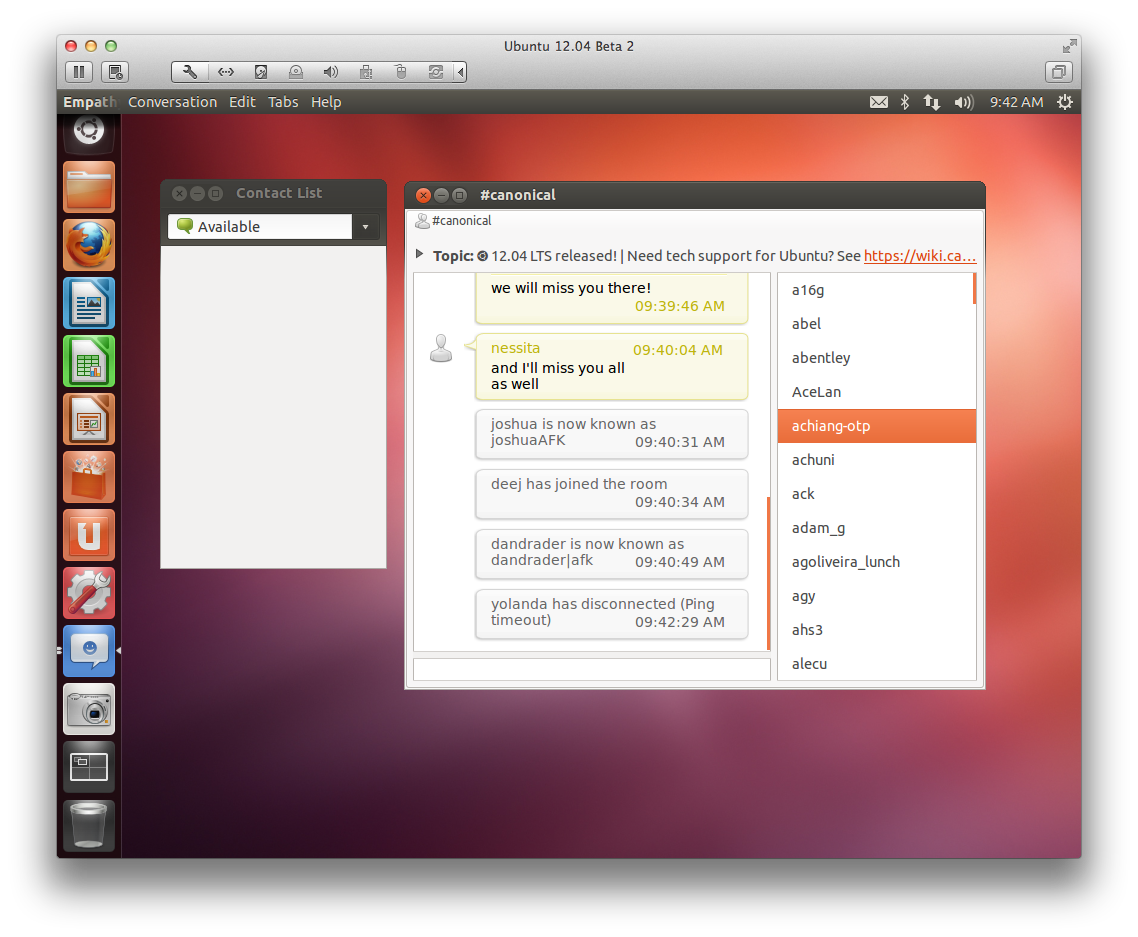 Ubuntu 12.04 Beta 2
Empath Conversation Edit Tabs Help 9:42 AM
Contact List
Available
#canonical
#canonical
Topic: 12.04 LTS released! | Need tech support for Ubuntu? See https://wiki.ca...
we will miss you there!
09:39:46 AM
nessita 09:40:04 AM
and I'll miss you all
as well
joshua is now known as
joshuaAFK 09:40:31 AM
deej has joined the room
09:40:34 AM
dandrader is now known as
dandrader|afk 09:40:49 AM
yolanda has disconnected (Ping
timeout) 09:42:29 AM
a16g
abel
abentley
AceLan
achiang-otp
achuni
ack
adam_g
agoliveira_lunch
agy
ahs3
alecu